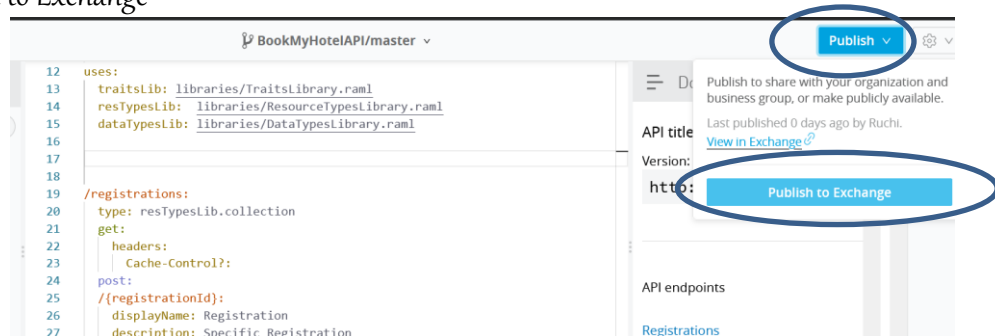 to Exchange
BookMyHotelAPI/master
Publish
12 uses:
13 traitsLib: libraries/TraitsLibrary.raml
14 resTypesLib: libraries/ResourceTypesLibrary.raml
15 dataTypesLib: libraries/DataTypesLibrary.raml
16
17
18
19 /registrations:
20 type: resTypesLib.collection
21 get:
22 headers:
23 Cache-Control?:
24 post:
25 /{registrationId}:
26 displayName: Registration
27 description: Specific Registration
Publish to share with your organization and
business group, or make publicly available.
Last published 0 days ago by Ruchi.
View in Exchange
Publish to Exchange
API title
Version:
http:
API endpoints
Registrations